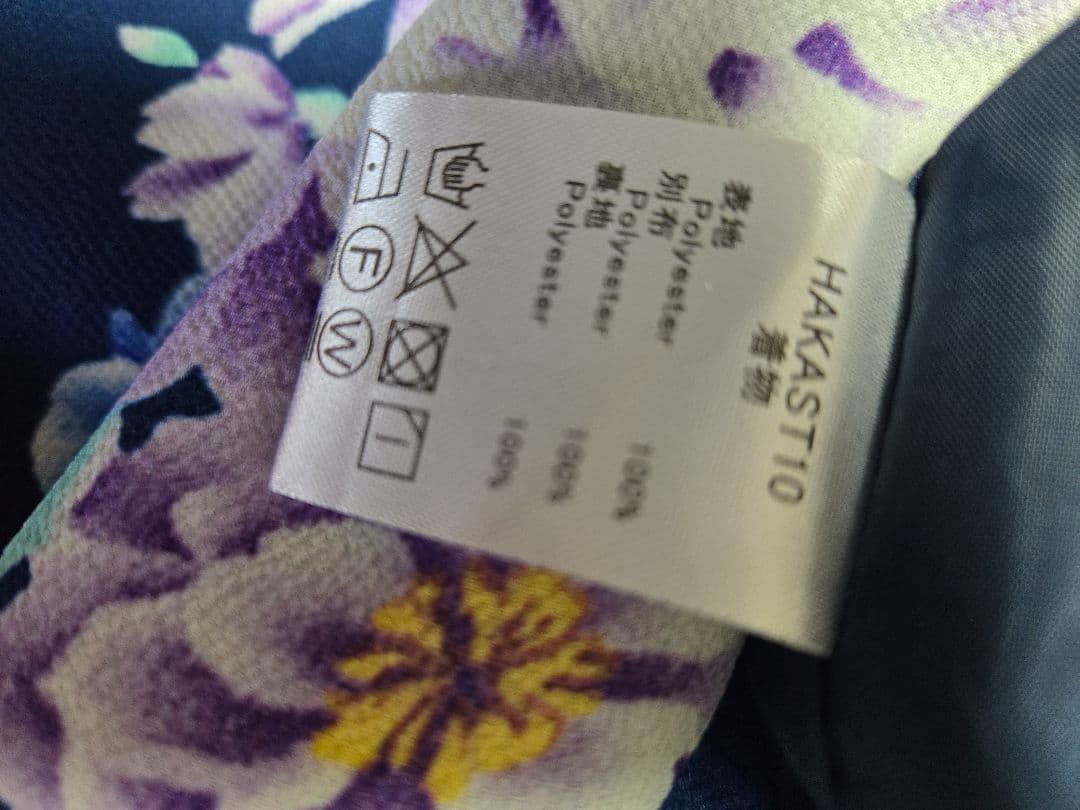 HAKAST10
着物
表地
Polyester 100%
別布
Polyester 100%
裏地
Polyester 100%
F W